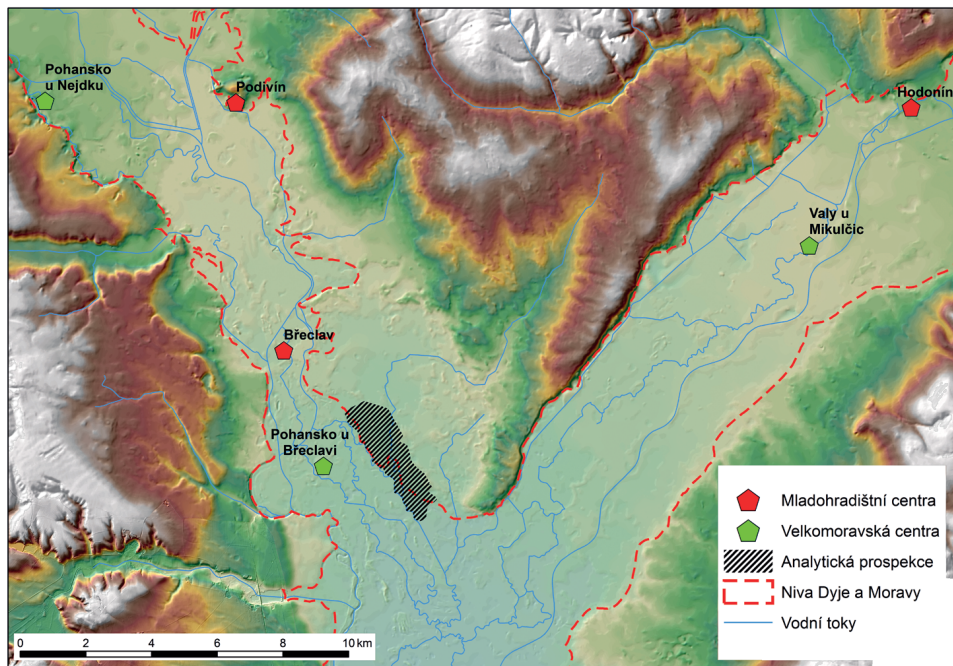 Pohansko
u Nejdku
Podivín
Hodonín
Valy u
Mikulčic
Břeclav
Pohansko u
Břeclavi
Mladohradištní centra
Velkomoravská centra
Analytická prospekce
Niva Dyje a Moravy
Vodní toky
0 2 4 6 8 10 km